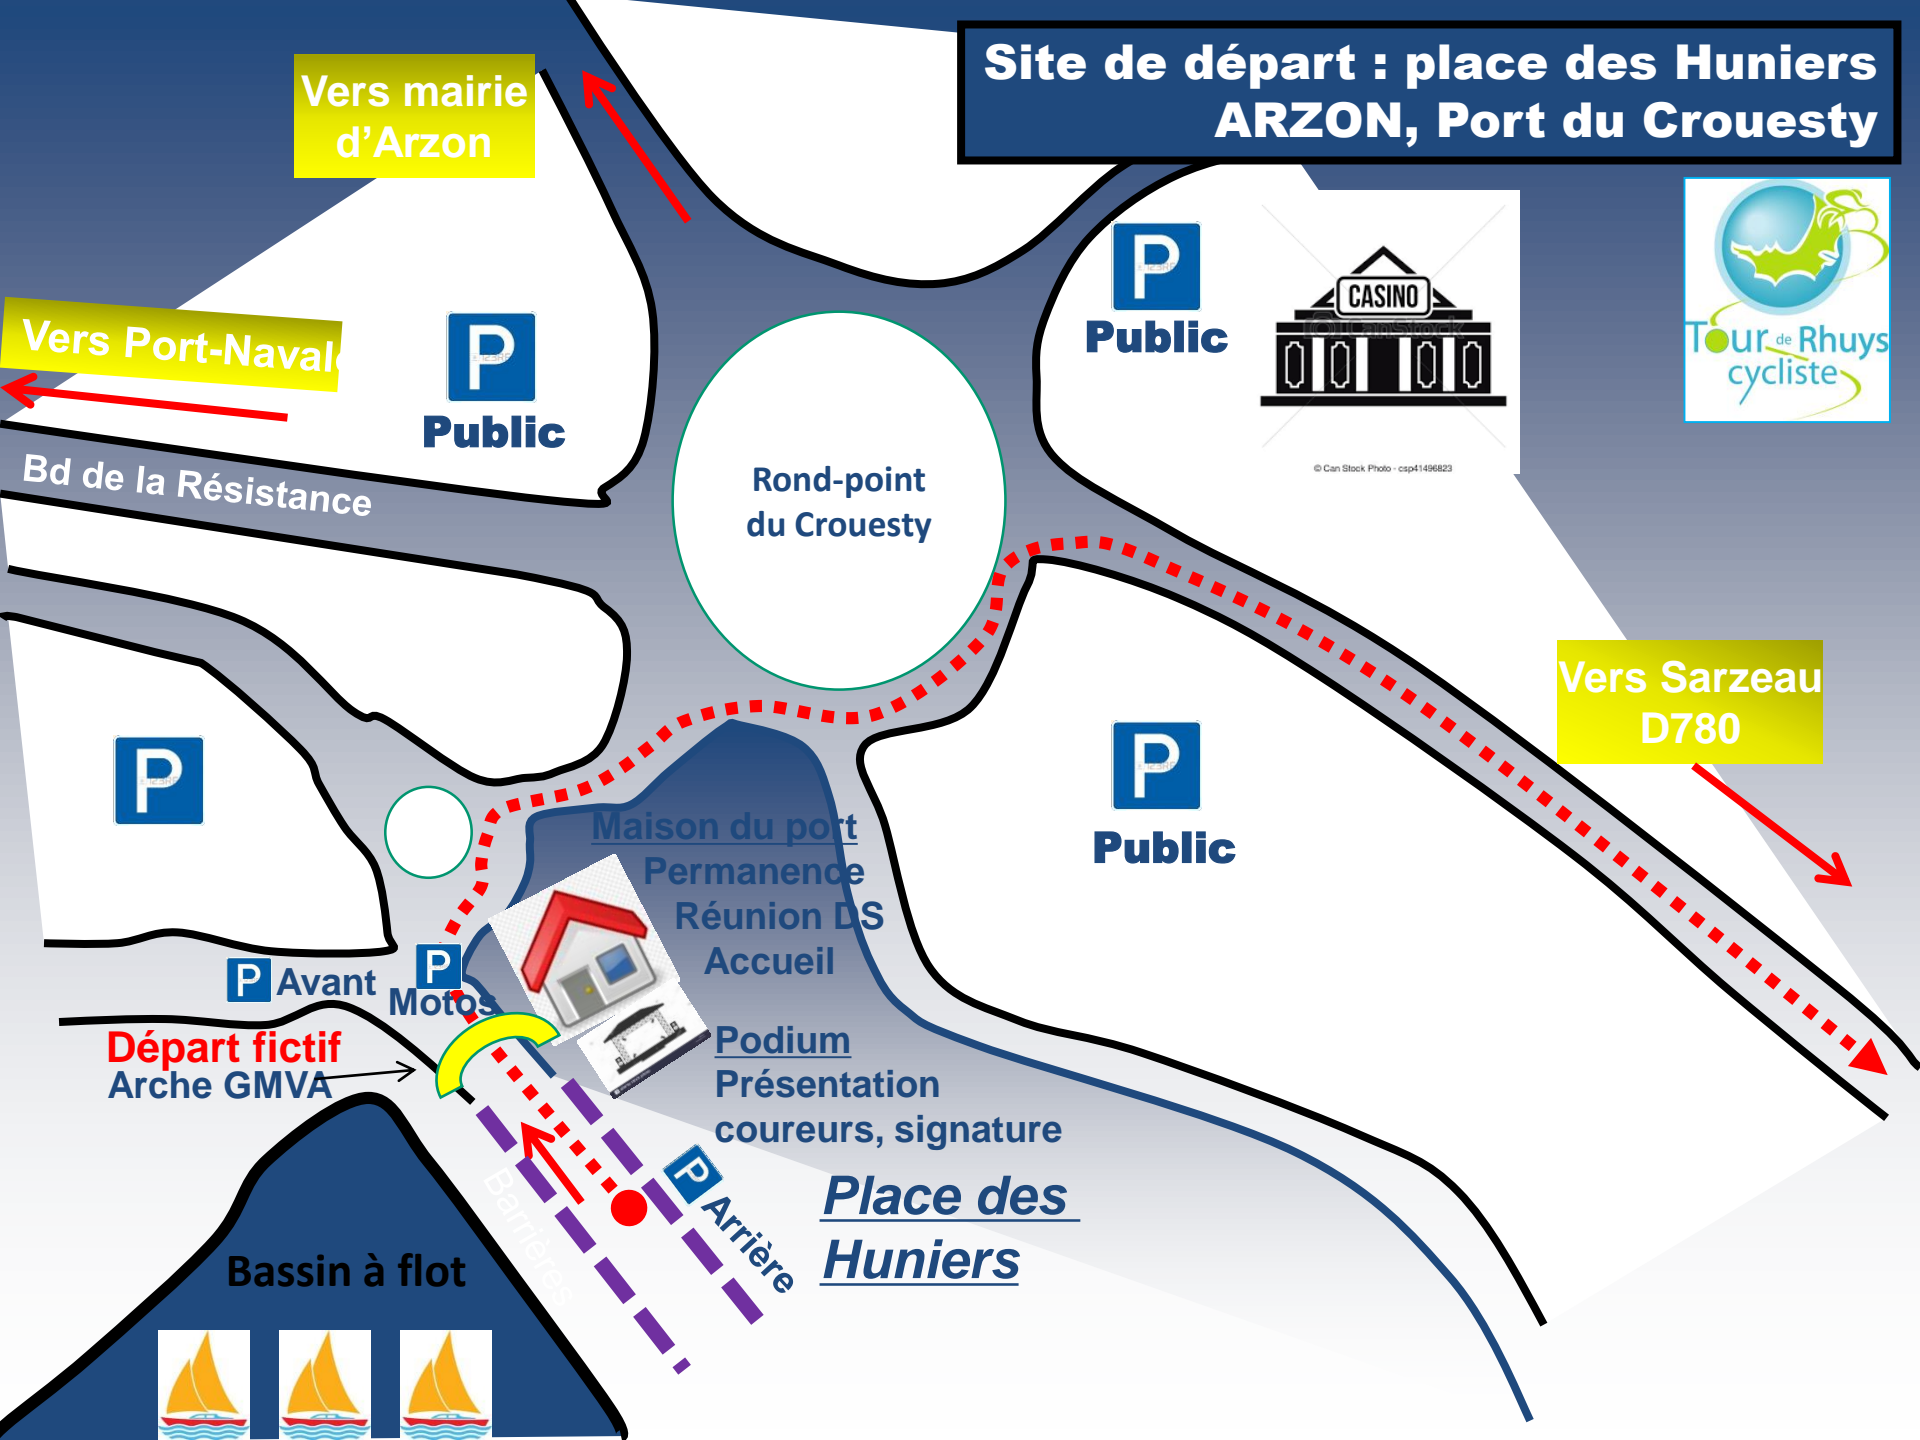 Site de départ : place des Huniers
ARZON, Port du Crouesty
Vers mairie
d'Arzon
Vers Port-Navalo
Bd de la Résistance
P
Public
P
Public
CASINO
© Can Stock Photo - csp41496823
Tour de Rhuys
cycliste
Rond-point
du Crouesty
Vers Sarzeau
D780
P
P
Public
Maison du port
Permanence
Réunion DS
Accueil
P Avant
P
Motos
Départ fictif
Arche GMVA
Podium
Présentation
coureurs, signature
Barrières
P Arrière
Place des
Huniers
Bassin à flot